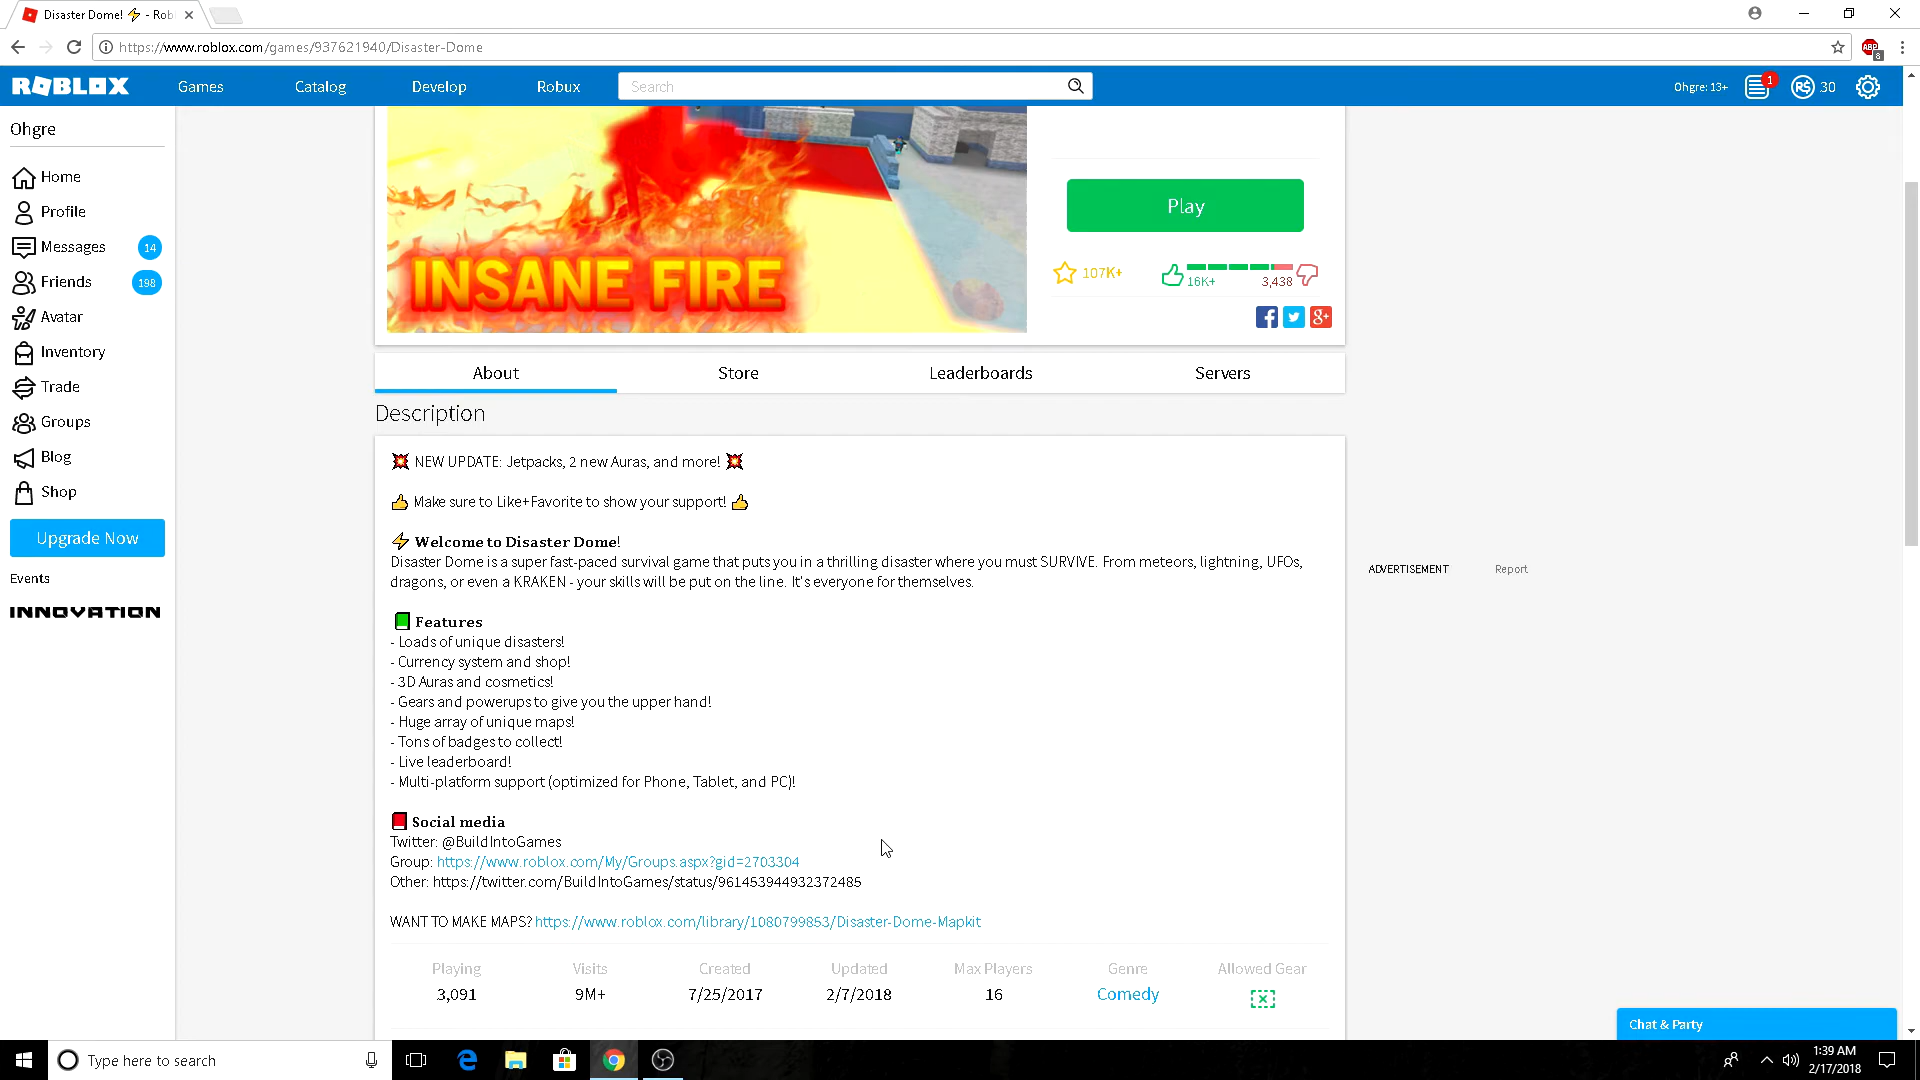 Disaster Dome! ⚡ - Rob
https://www.roblox.com/games/937621940/Disaster-Dome
ABP
8
ROBLOX
Games
Catalog
Develop
Robux
Search
Ohgre: 13+
1
R$ 30
Ohgre
Home
Profile
Messages 14
Friends 198
Avatar
Inventory
Trade
Groups
Blog
Shop
Upgrade Now
Events
INNOVATION
INSANE FIRE
Play
107K+
16K+
3,438
About
Store
Leaderboards
Servers
Description
💥 NEW UPDATE: Jetpacks, 2 new Auras, and more! 💥
👍 Make sure to Like+Favorite to show your support! 👍
⚡ Welcome to Disaster Dome!
Disaster Dome is a super fast-paced survival game that puts you in a thrilling disaster where you must SURVIVE. From meteors, lightning, UFOs,
dragons, or even a KRAKEN - your skills will be put on the line. It's everyone for themselves.
📗 Features
- Loads of unique disasters!
- Currency system and shop!
- 3D Auras and cosmetics!
- Gears and powerups to give you the upper hand!
- Huge array of unique maps!
- Tons of badges to collect!
- Live leaderboard!
- Multi-platform support (optimized for Phone, Tablet, and PC)!
📕 Social media
Twitter: @BuildIntoGames
Group: https://www.roblox.com/My/Groups.aspx?gid=2703304
Other: https://twitter.com/BuildIntoGames/status/961453944932372485
WANT TO MAKE MAPS? https://www.roblox.com/library/1080799853/Disaster-Dome-Mapkit
Playing
Visits
Created
Updated
Max Players
Genre
Allowed Gear
3,091
9M+
7/25/2017
2/7/2018
16
Comedy
ADVERTISEMENT
Report
Chat & Party
Type here to search
1:39 AM
2/17/2018